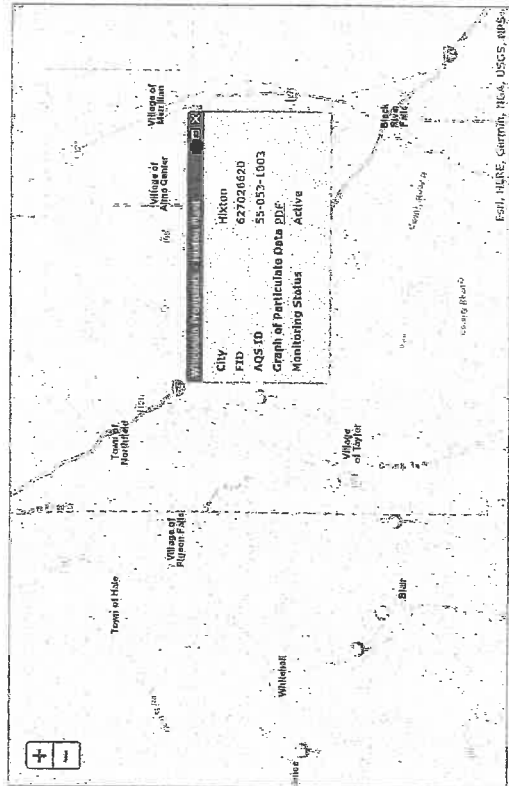 +
−
Town of Hale
Town of
Northfield
Village of
Alma Center
Village of
Merrillan
Village of
Pigeon Falls
Wisconsin Proppants - Hixton Plant
City Hixton
FID 627026620
AQS ID 55-053-1003
Graph of Particulate Data PDF
Monitoring Status Active
Whitehall
Village
of Taylor
Blair
Black
River
Falls
County Road
Esri, HERE, Garmin, NGA, USGS, NPS